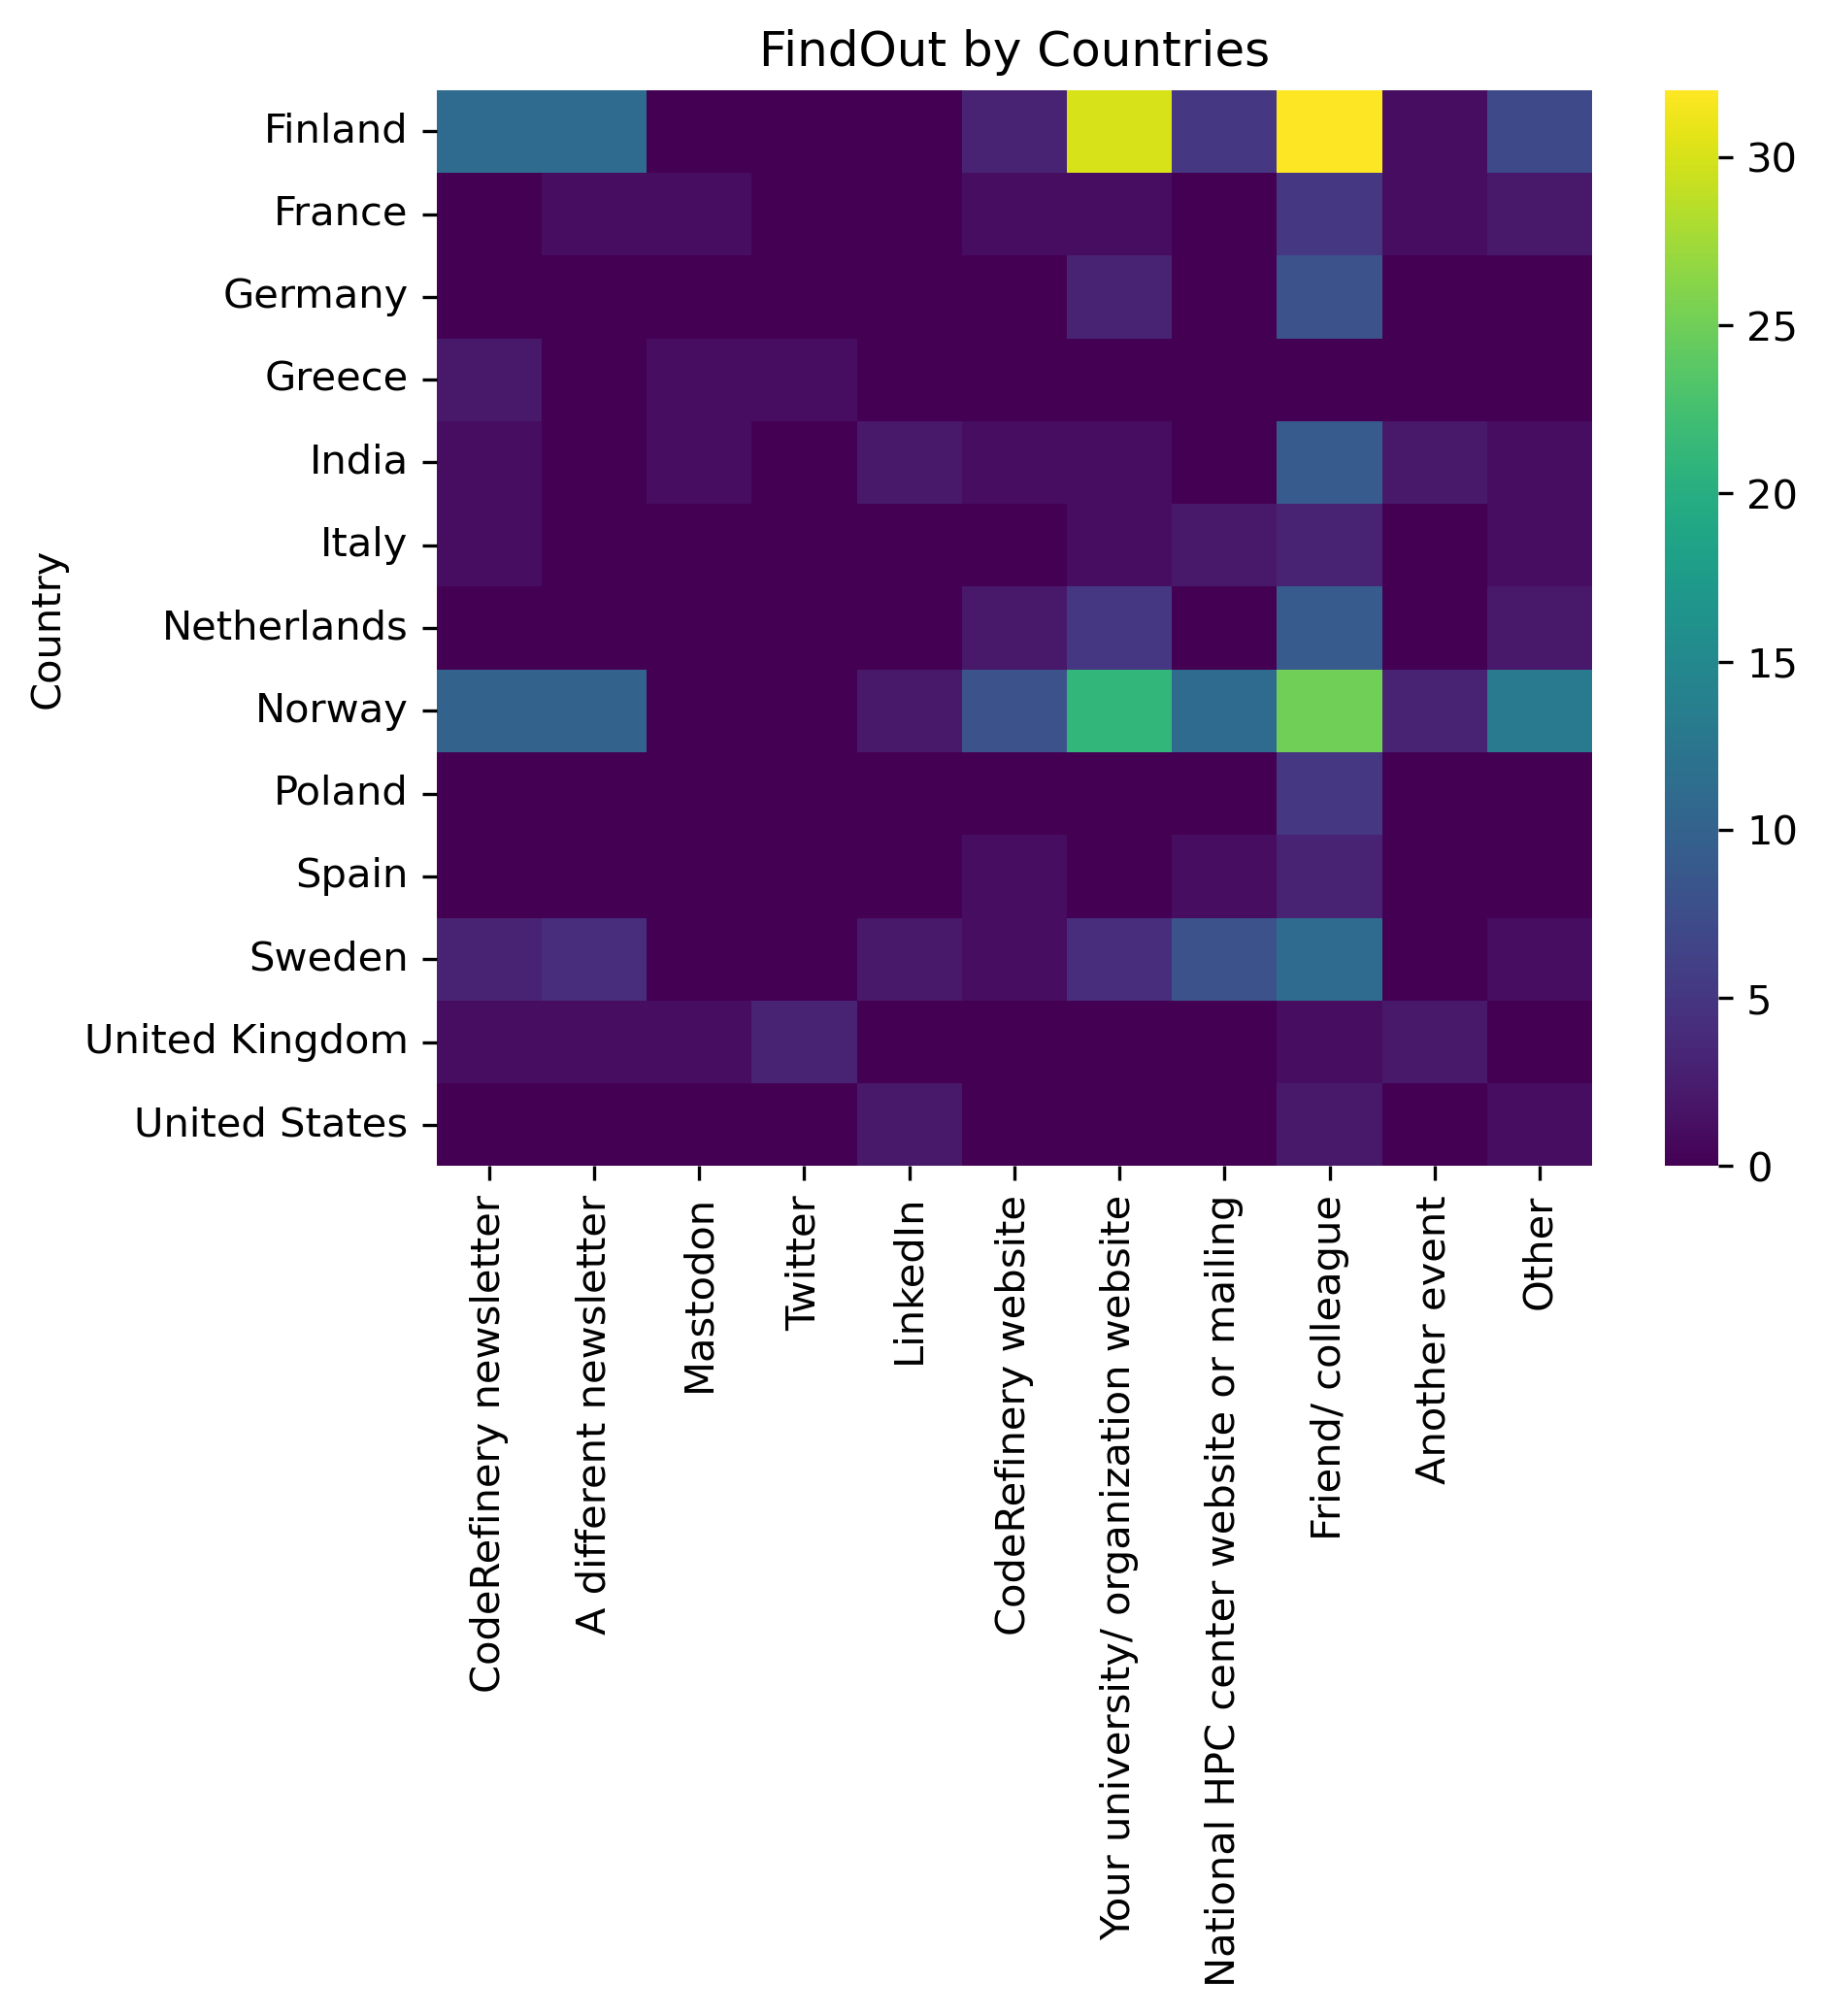 FindOut by Countries
Country
Finland
France
Germany
Greece
India
Italy
Netherlands
Norway
Poland
Spain
Sweden
United Kingdom
United States
CodeRefinery newsletter
A different newsletter
Mastodon
Twitter
LinkedIn
CodeRefinery website
Your university/ organization website
National HPC center website or mailing
Friend/ colleague
Another event
Other
30
25
20
15
10
5
0